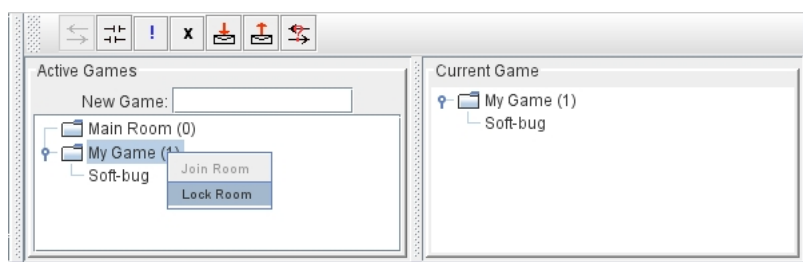 ! x
Active Games
New Game:
Main Room (0)
My Game (1)
Soft-bug
Join Room
Lock Room
Current Game
My Game (1)
Soft-bug